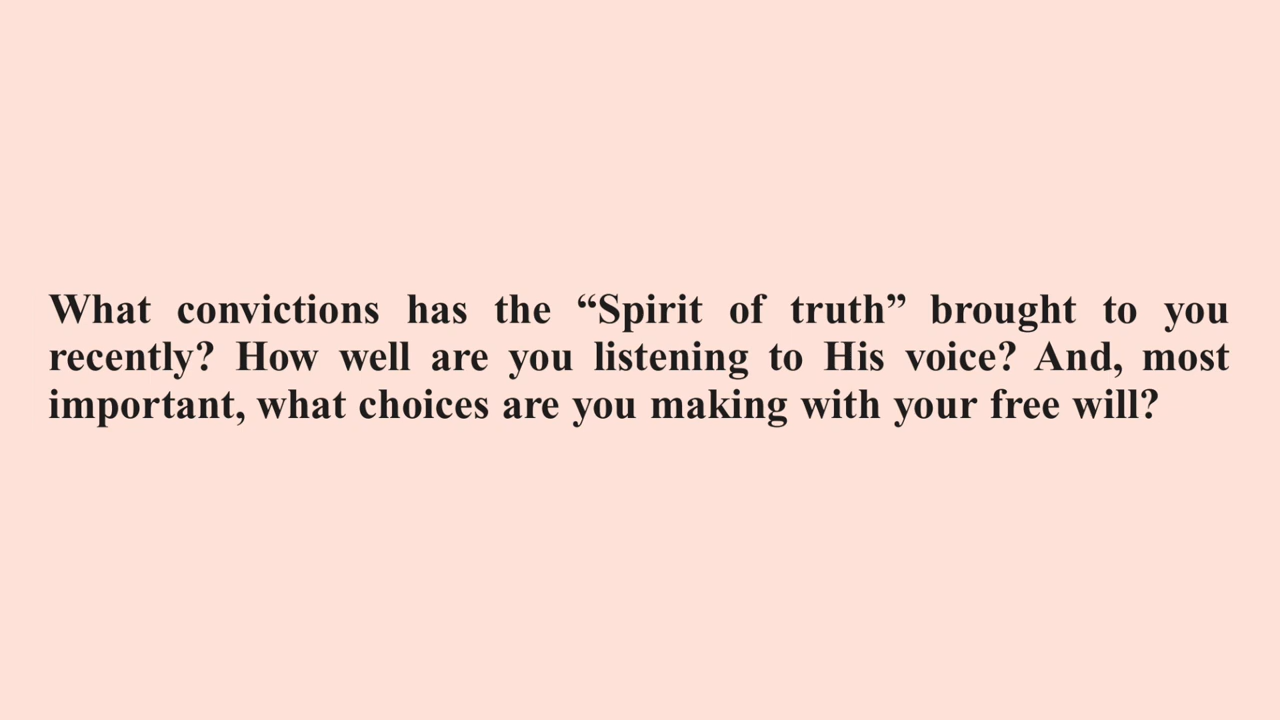 What convictions has the “Spirit of truth” brought to you
recently? How well are you listening to His voice? And, most
important, what choices are you making with your free will?